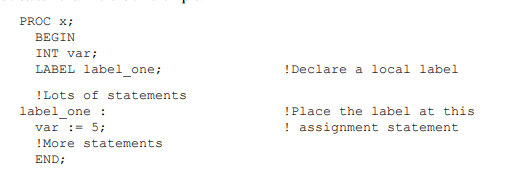 PROC x;
BEGIN
INT var;
LABEL label_one; !Declare a local label
!Lots of statements
label_one : !Place the label at this
var := 5; ! assignment statement
!More statements
END;